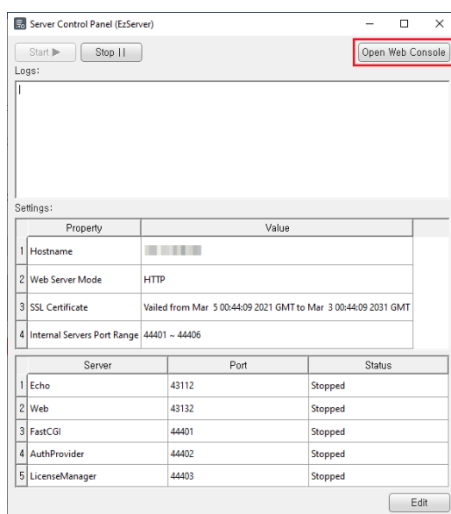 Server Control Panel (EzServer)
Start ▶ Stop || Open Web Console
Logs:
Settings:
Property Value
1 Hostname
2 Web Server Mode HTTP
3 SSL Certificate Vailed from Mar 5 00:44:09 2021 GMT to Mar 3 00:44:09 2031 GMT
4 Internal Servers Port Range 44401 ~ 44406
Server Port Status
1 Echo 43112 Stopped
2 Web 43132 Stopped
3 FastCGI 44401 Stopped
4 AuthProvider 44402 Stopped
5 LicenseManager 44403 Stopped
Edit